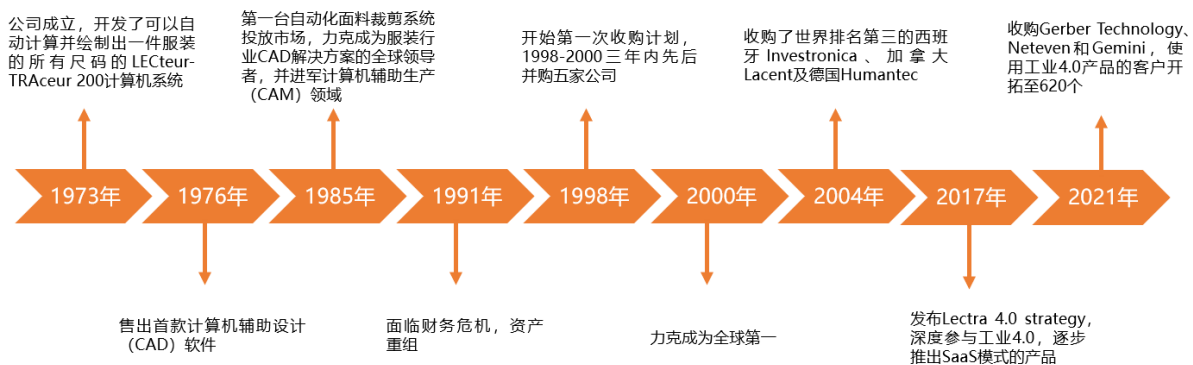 公司成立，开发了可以自
动计算并绘制出一件服装
的所有尺码的LECteur-
TRAceur 200计算机系统
第一台自动化面料裁剪系统
投放市场，力克成为服装行
业CAD解决方案的全球领导
者，并进军计算机辅助生产
（CAM）领域
开始第一次收购计划，
1998-2000三年内先后
并购五家公司
收购了世界排名第三的西班
牙Investronica、加拿大
Lacent及德国Humantec
收购Gerber Technology、
Neteven和Gemini，使
用工业4.0产品的客户开
拓至620个
1973年
1976年
1985年
1991年
1998年
2000年
2004年
2017年
2021年
售出首款计算机辅助设计
（CAD）软件
面临财务危机，资产
重组
力克成为全球第一
发布Lectra 4.0 strategy，
深度参与工业4.0，逐步
推出SaaS模式的产品